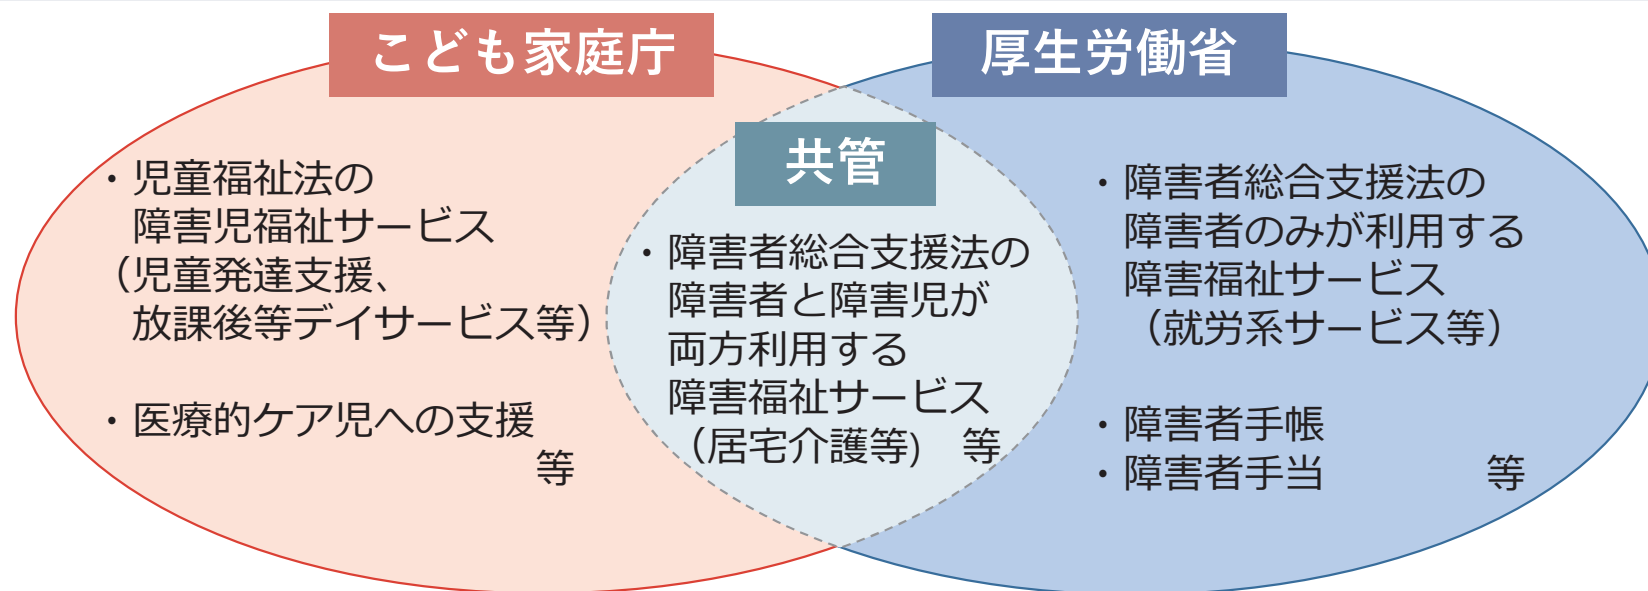 こども家庭庁
・児童福祉法の
障害児福祉サービス
（児童発達支援、
放課後等デイサービス等）
・医療的ケア児への支援
等
共管
・障害者総合支援法の
障害者と障害児が
両方利用する
障害福祉サービス
（居宅介護等)　等
厚生労働省
・障害者総合支援法の
障害者のみが利用する
障害福祉サービス
（就労系サービス等）
・障害者手帳
・障害者手当　　　　等